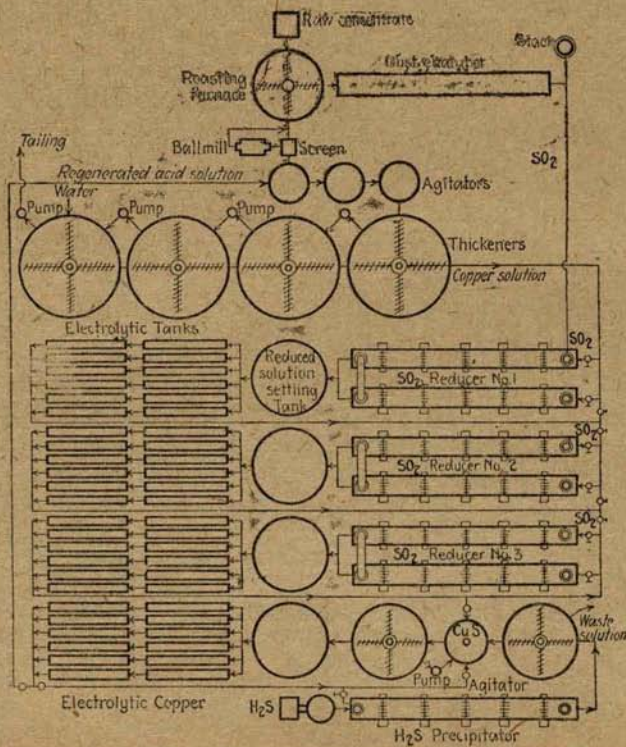 Raw concentrate
Stack
Dust catcher
Roasting
Furnace
Tailing
Ballmill
Screen
SO2
Regenerated acid solution
Water
Agitators
Pump
Pump
Pump
Thickeners
Copper solution
Electrolytic Tanks
SO2
Reduced
solution
settling
Tank
SO2 Reducer No.1
SO2
SO2 Reducer No. 2
SO2
SO2 Reducer No. 3
CuS
Waste
solution
Pump
Agitator
Electrolytic Copper
H2S
H2S Precipitator